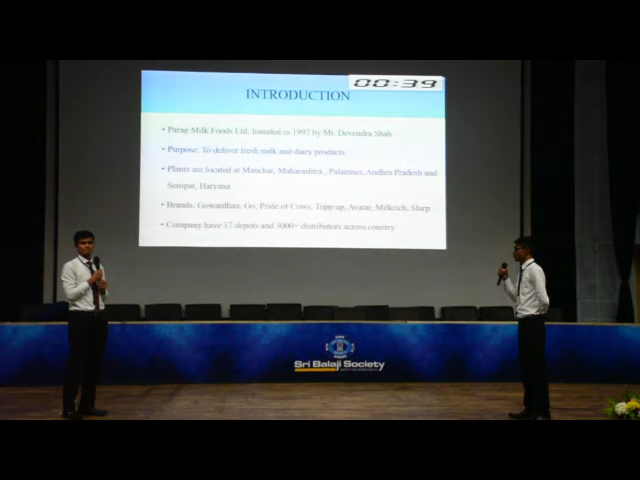 00:39
INTRODUCTION
• Parag Milk Foods Ltd, founded in 1992 by Mr. Devendra Shah
• Purpose: To deliver fresh milk and dairy products
• Plants are located at Manchar, Maharashtra, Palamner, Andhra Pradesh and
Sonipat, Haryana
• Brands: Gowardhan, Go, Pride of Cows, Topp up, Avatar, Milkrich, Slurp
• Company have 17 depots and 3000+ distributors across country
Sri Balaji Society